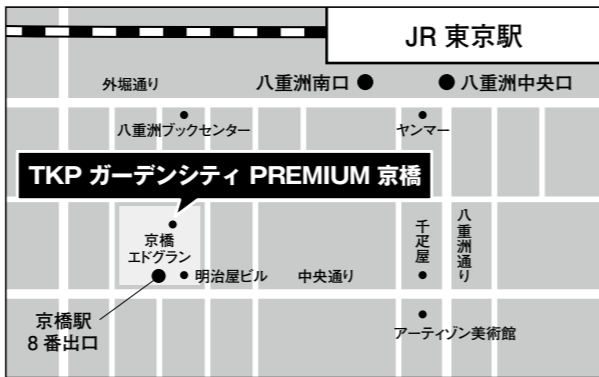 JR 東京駅
外堀通り
八重洲南口
八重洲中央口
八重洲ブックセンター
ヤンマー
TKP ガーデンシティ PREMIUM 京橋
京橋
エドグラン
千疋屋
八重洲通り
明治屋ビル
中央通り
京橋駅
8 番出口
アーティゾン美術館